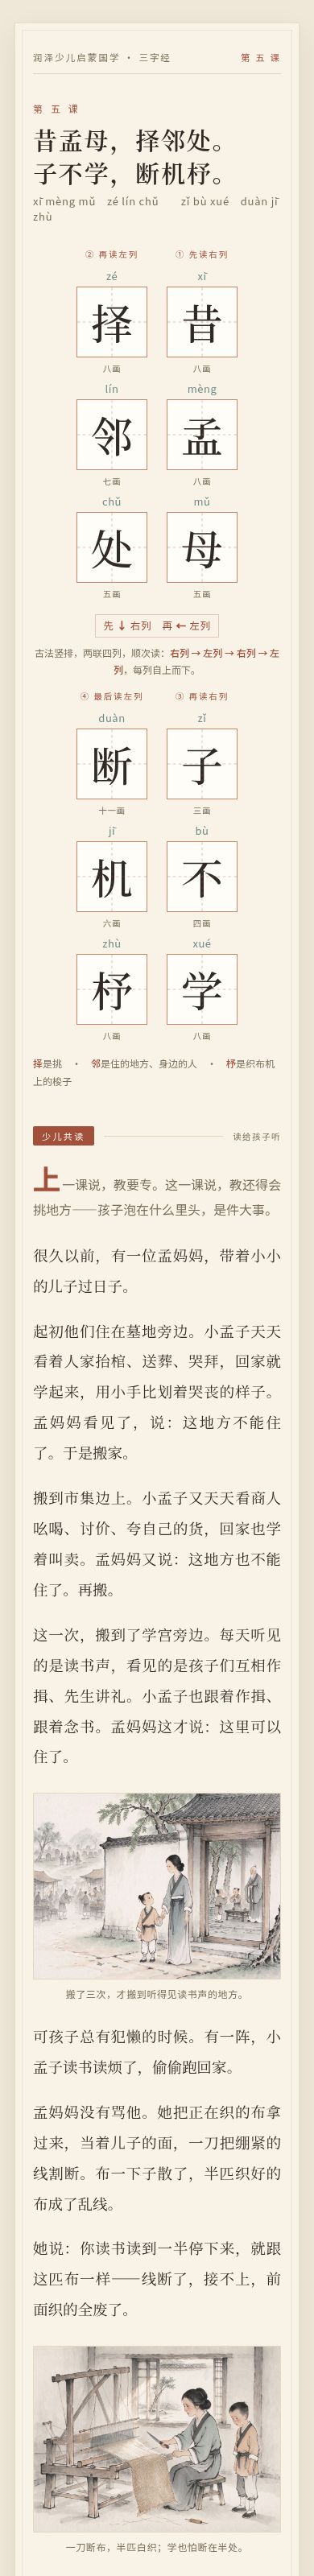 润泽少儿启蒙国学 · 三字经
第五课
第五课
昔孟母，择邻处。
子不学，断机杼。
xī mèng mǔ zé lín chǔ zǐ bù xué duàn jī
zhù
② 再读左列 ① 先读右列
zé xī
择 昔
八画 八画
lín mèng
邻 孟
七画 八画
chǔ mǔ
处 母
五画 五画
先 ↓ 右列 再 ← 左列
古法竖排，两联四列，顺次读：右列 → 左列 → 右列 → 左
列，每列自上而下。
④ 最后读左列 ③ 再读右列
duàn zǐ
断 子
十一画 三画
jī bù
机 不
六画 四画
zhù xué
杼 学
八画 八画
择是挑 · 邻是住的地方、身边的人 · 杼是织布机
上的梭子
少儿共读
读给孩子听
上一课说，教要专。这一课说，教还得会
挑地方——孩子泡在什么里头，是件大事。
很久以前，有一位孟妈妈，带着小小
的儿子过日子。
起初他们住在墓地旁边。小孟子天天
看着人家抬棺、送葬、哭拜，回家就
学起来，用小手比划着哭丧的样子。
孟妈妈看见了，说：这地方不能住
了。于是搬家。
搬到市集边上。小孟子又天天看商人
吆喝、讨价、夸自己的货，回家也学
着叫卖。孟妈妈又说：这地方也不能
住了。再搬。
这一次，搬到了学宫旁边。每天听见
的是读书声，看见的是孩子们互相作
揖、先生讲礼。小孟子也跟着作揖、
跟着念书。孟妈妈这才说：这里可以
住了。
搬了三次，才搬到听得见读书声的地方。
可孩子总有犯懒的时候。有一阵，小
孟子读书读烦了，偷偷跑回家。
孟妈妈没有骂他。她把正在织的布拿
过来，当着儿子的面，一刀把绷紧的
线割断。布一下子散了，半匹织好的
布成了乱线。
她说：你读书读到一半停下来，就跟
这匹布一样——线断了，接不上，前
面织的全废了。
一刀断布，半匹白织；学也怕断在半处。